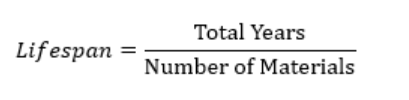 Lifespan = Total Years
Number of Materials